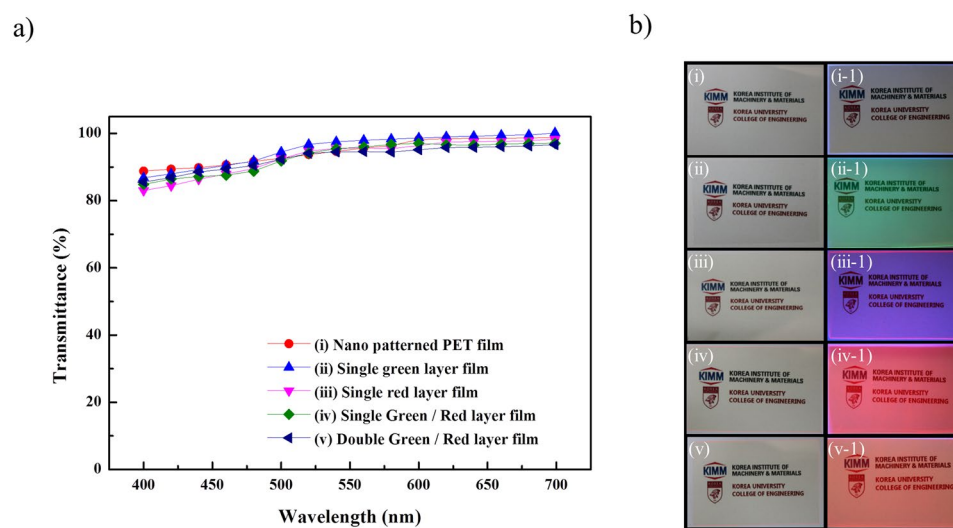 a)
b)
Transmittance (%)
100
80
60
40
20
0
400
450
500
550
600
650
700
Wavelength (nm)
(i) Nano patterned PET film
(ii) Single green layer film
(iii) Single red layer film
(iv) Single Green / Red layer film
(v) Double Green / Red layer film
(i)
KIMM
KOREA INSTITUTE OF
MACHINERY & MATERIALS
KOREA UNIVERSITY
COLLEGE OF ENGINEERING
(i-1)
KIMM
KOREA INSTITUTE OF
MACHINERY & MATERIALS
KOREA UNIVERSITY
COLLEGE OF ENGINEERING
(ii)
KIMM
KOREA INSTITUTE OF
MACHINERY & MATERIALS
KOREA UNIVERSITY
COLLEGE OF ENGINEERING
(ii-1)
KIMM
KOREA INSTITUTE OF
MACHINERY & MATERIALS
KOREA UNIVERSITY
COLLEGE OF ENGINEERING
(iii)
KIMM
KOREA INSTITUTE OF
MACHINERY & MATERIALS
KOREA UNIVERSITY
COLLEGE OF ENGINEERING
(iii-1)
KIMM
KOREA INSTITUTE OF
MACHINERY & MATERIALS
KOREA UNIVERSITY
COLLEGE OF ENGINEERING
(iv)
KIMM
KOREA INSTITUTE OF
MACHINERY & MATERIALS
KOREA UNIVERSITY
COLLEGE OF ENGINEERING
(iv-1)
KIMM
KOREA INSTITUTE OF
MACHINERY & MATERIALS
KOREA UNIVERSITY
COLLEGE OF ENGINEERING
(v)
KIMM
KOREA INSTITUTE OF
MACHINERY & MATERIALS
KOREA UNIVERSITY
COLLEGE OF ENGINEERING
(v-1)
KIMM
KOREA INSTITUTE OF
MACHINERY & MATERIALS
KOREA UNIVERSITY
COLLEGE OF ENGINEERING